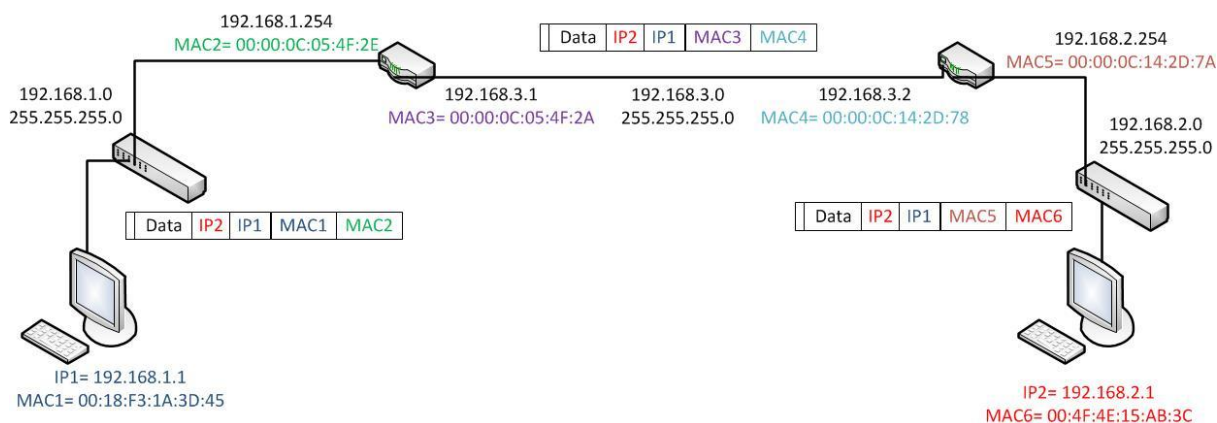 192.168.1.254
MAC2= 00:00:0C:05:4F:2E
Data IP2 IP1 MAC3 MAC4
192.168.2.254
MAC5= 00:00:0C:14:2D:7A
192.168.1.0
255.255.255.0
192.168.3.1
MAC3= 00:00:0C:05:4F:2A
192.168.3.0
255.255.255.0
192.168.3.2
MAC4= 00:00:0C:14:2D:78
192.168.2.0
255.255.255.0
Data IP2 IP1 MAC1 MAC2
Data IP2 IP1 MAC5 MAC6
IP1= 192.168.1.1
MAC1= 00:18:F3:1A:3D:45
IP2= 192.168.2.1
MAC6= 00:4F:4E:15:AB:3C